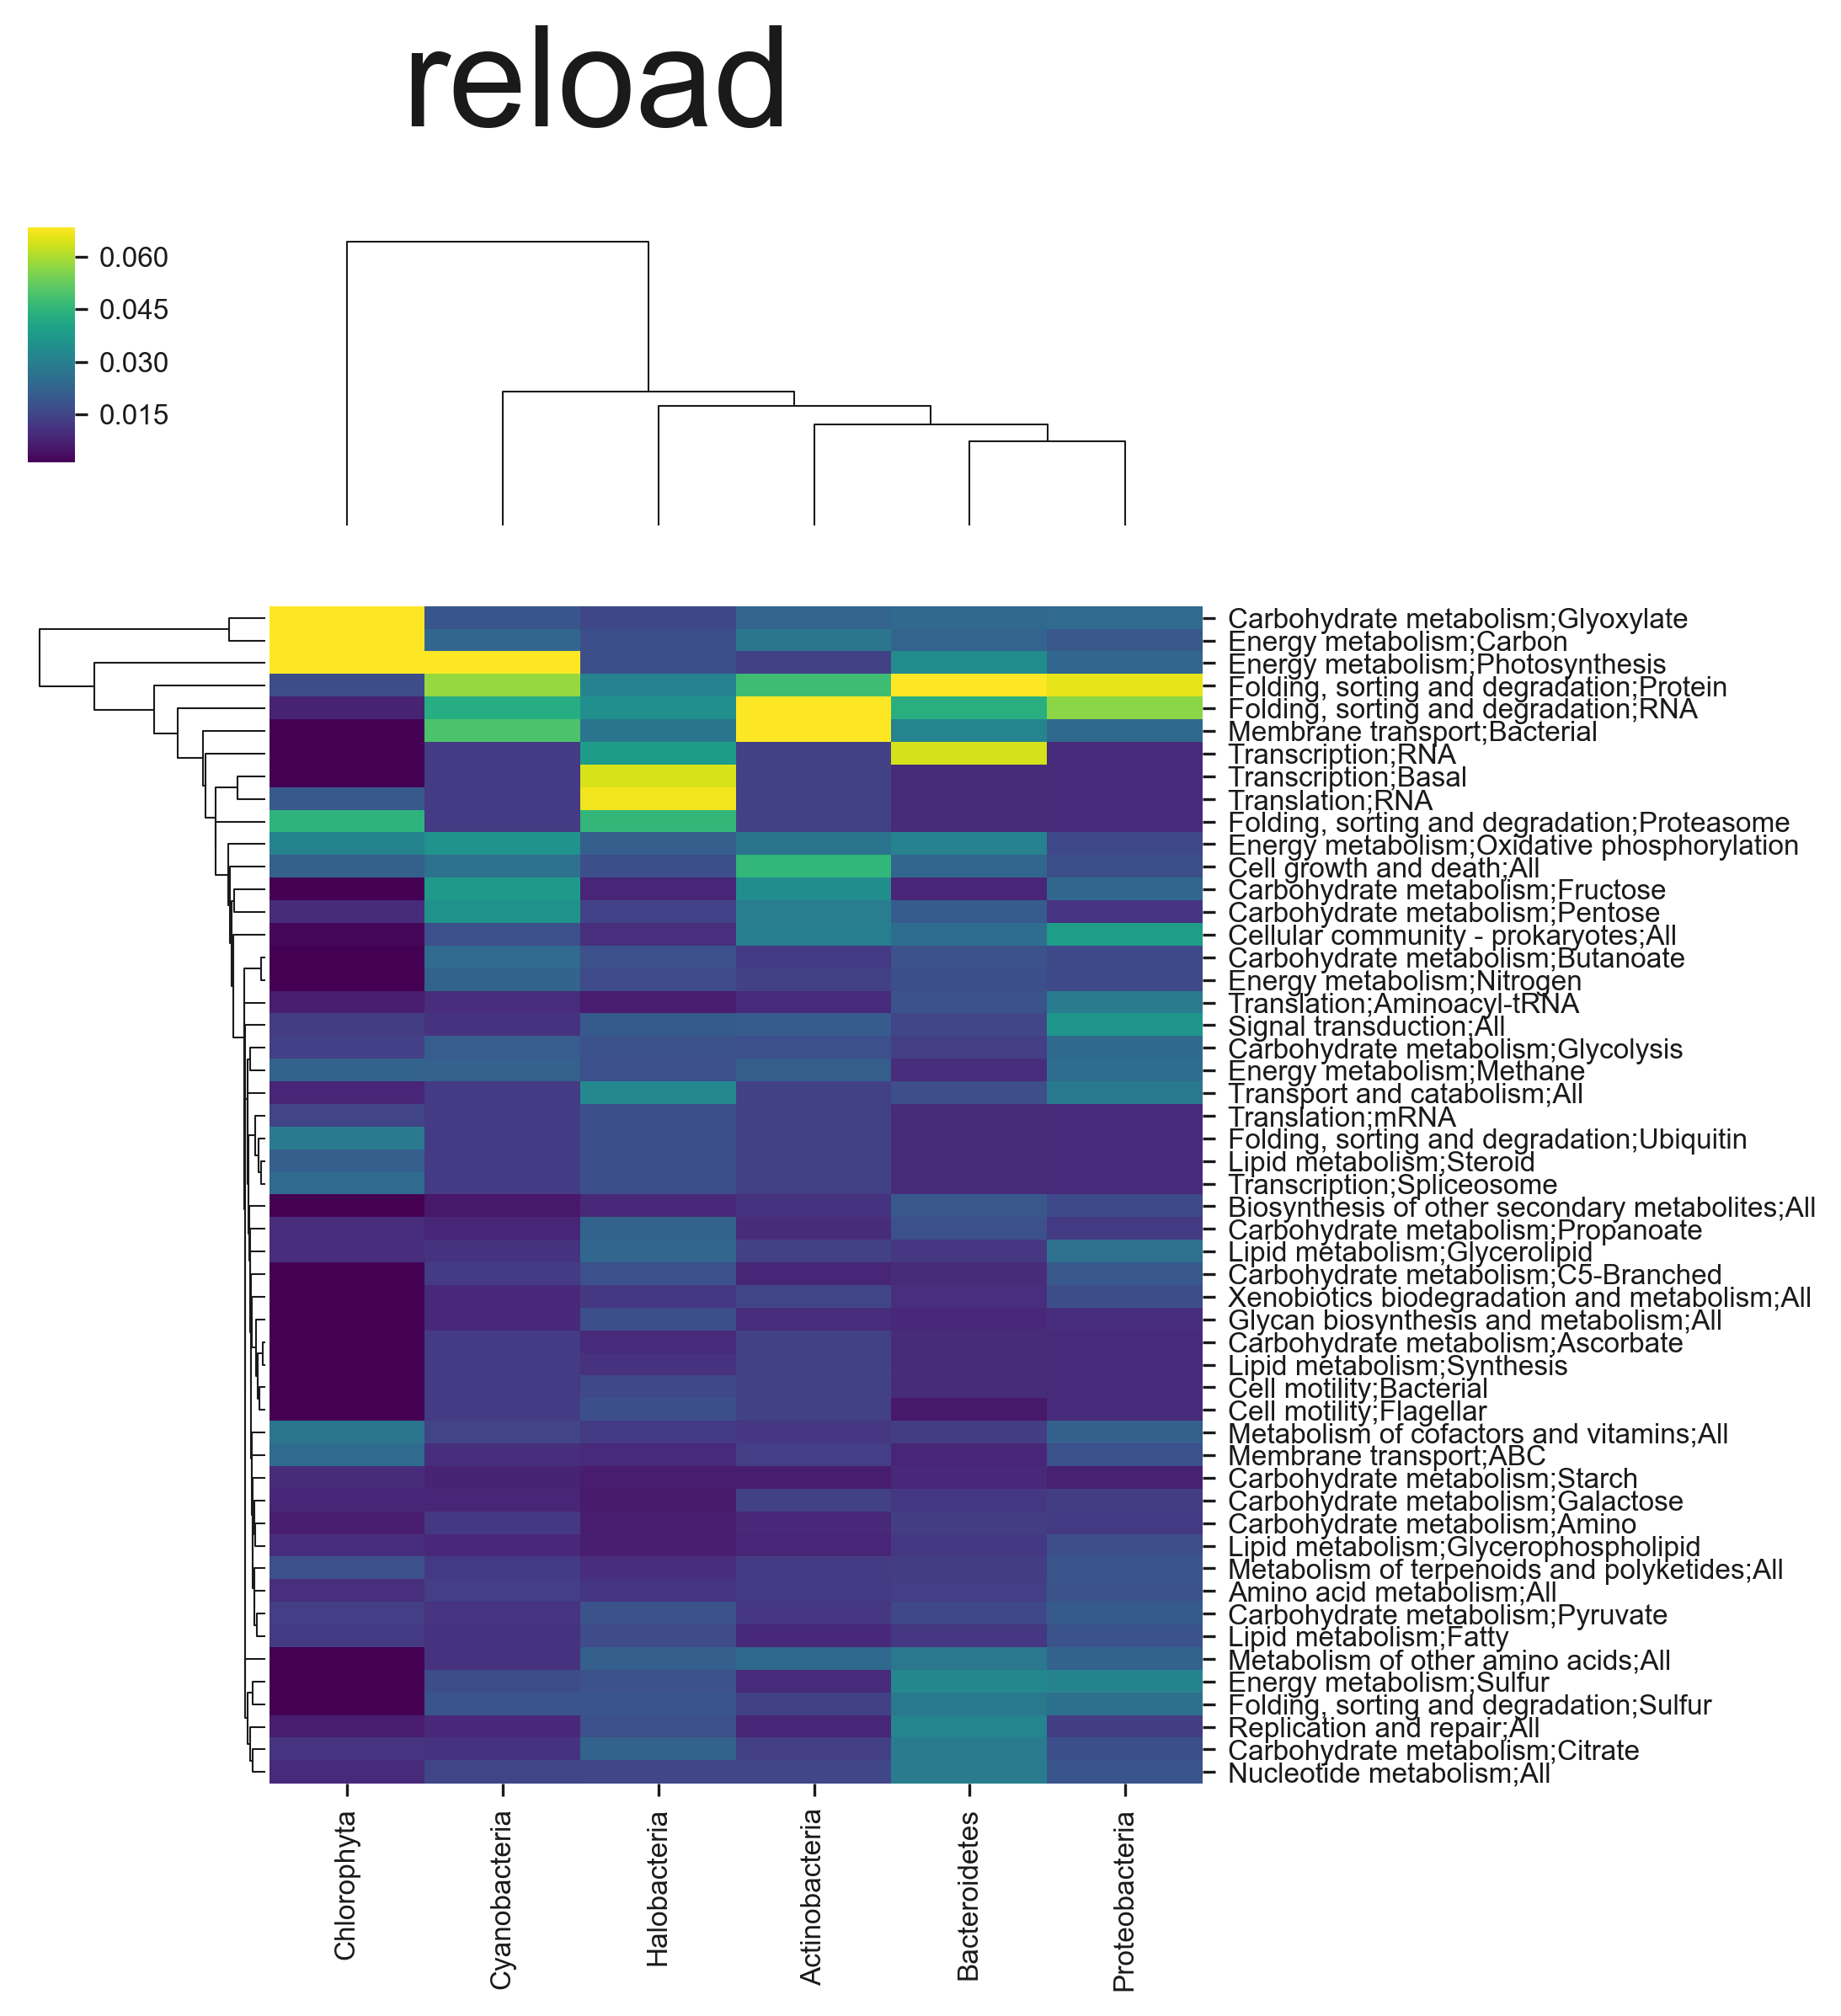 reload
0.060
0.045
0.030
0.015
Carbohydrate metabolism;Glyoxylate
Energy metabolism;Carbon
Energy metabolism;Photosynthesis
Folding, sorting and degradation;Protein
Folding, sorting and degradation;RNA
Membrane transport;Bacterial
Transcription;RNA
Transcription;Basal
Translation;RNA
Folding, sorting and degradation;Proteasome
Energy metabolism;Oxidative phosphorylation
Cell growth and death;All
Carbohydrate metabolism;Fructose
Carbohydrate metabolism;Pentose
Cellular community - prokaryotes;All
Carbohydrate metabolism;Butanoate
Energy metabolism;Nitrogen
Translation;Aminoacyl-tRNA
Signal transduction;All
Carbohydrate metabolism;Glycolysis
Energy metabolism;Methane
Transport and catabolism;All
Translation;mRNA
Folding, sorting and degradation;Ubiquitin
Lipid metabolism;Steroid
Transcription;Spliceosome
Biosynthesis of other secondary metabolites;All
Carbohydrate metabolism;Propanoate
Lipid metabolism;Glycerolipid
Carbohydrate metabolism;C5-Branched
Xenobiotics biodegradation and metabolism;All
Glycan biosynthesis and metabolism;All
Carbohydrate metabolism;Ascorbate
Lipid metabolism;Synthesis
Cell motility;Bacterial
Cell motility;Flagellar
Metabolism of cofactors and vitamins;All
Membrane transport;ABC
Carbohydrate metabolism;Starch
Carbohydrate metabolism;Galactose
Carbohydrate metabolism;Amino
Lipid metabolism;Glycerophospholipid
Metabolism of terpenoids and polyketides;All
Amino acid metabolism;All
Carbohydrate metabolism;Pyruvate
Lipid metabolism;Fatty
Metabolism of other amino acids;All
Energy metabolism;Sulfur
Folding, sorting and degradation;Sulfur
Replication and repair;All
Carbohydrate metabolism;Citrate
Nucleotide metabolism;All
Chlorophyta
Cyanobacteria
Halobacteria
Actinobacteria
Bacteroidetes
Proteobacteria